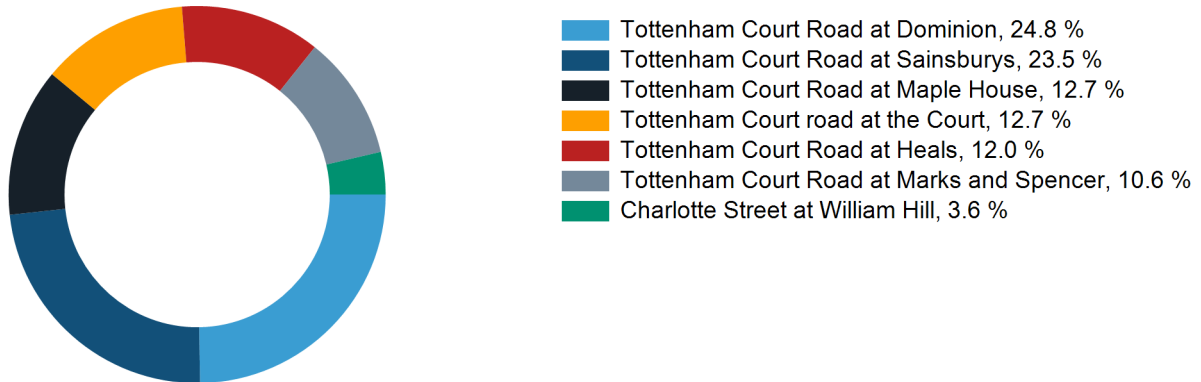 Tottenham Court Road at Dominion, 24.8 %
Tottenham Court Road at Sainsburys, 23.5 %
Tottenham Court Road at Maple House, 12.7 %
Tottenham Court road at the Court, 12.7 %
Tottenham Court Road at Heals, 12.0 %
Tottenham Court Road at Marks and Spencer, 10.6 %
Charlotte Street at William Hill, 3.6 %